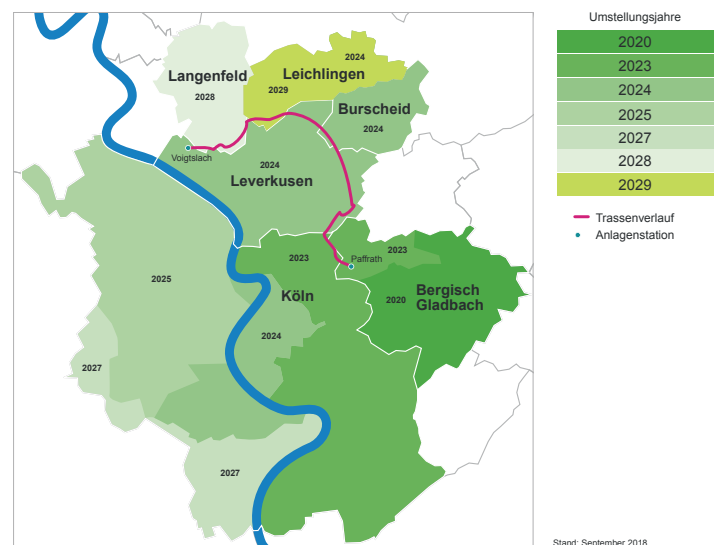 Umstellungsjahre
2020
2023
2024
2025
2027
2028
2029
Trassenverlauf
Anlagenstation
2024
Leichlingen
Langenfeld
2029
2028
Burscheid
2024
Voigtslach
2024
Leverkusen
2023
2023
Paffrath
2025
Köln
Bergisch
Gladbach
2020
2024
2027
2027
Stand: September 2018